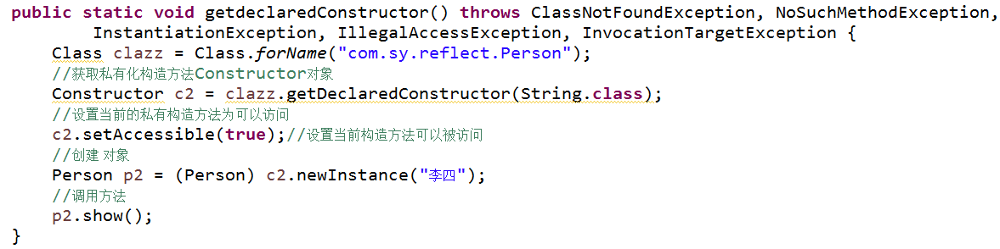 public static void getdeclaredConstructor() throws ClassNotFoundException, NoSuchMethodException,
InstantiationException, IllegalAccessException, InvocationTargetException {
Class clazz = Class.forName("com.sy.reflect.Person");
//获取私有化构造方法Constructor对象
Constructor c2 = clazz.getDeclaredConstructor(String.class);
//设置当前的私有构造方法为可以访问
c2.setAccessible(true);//设置当前构造方法可以被访问
//创建 对象
Person p2 = (Person) c2.newInstance("李四");
//调用方法
p2.show();
}